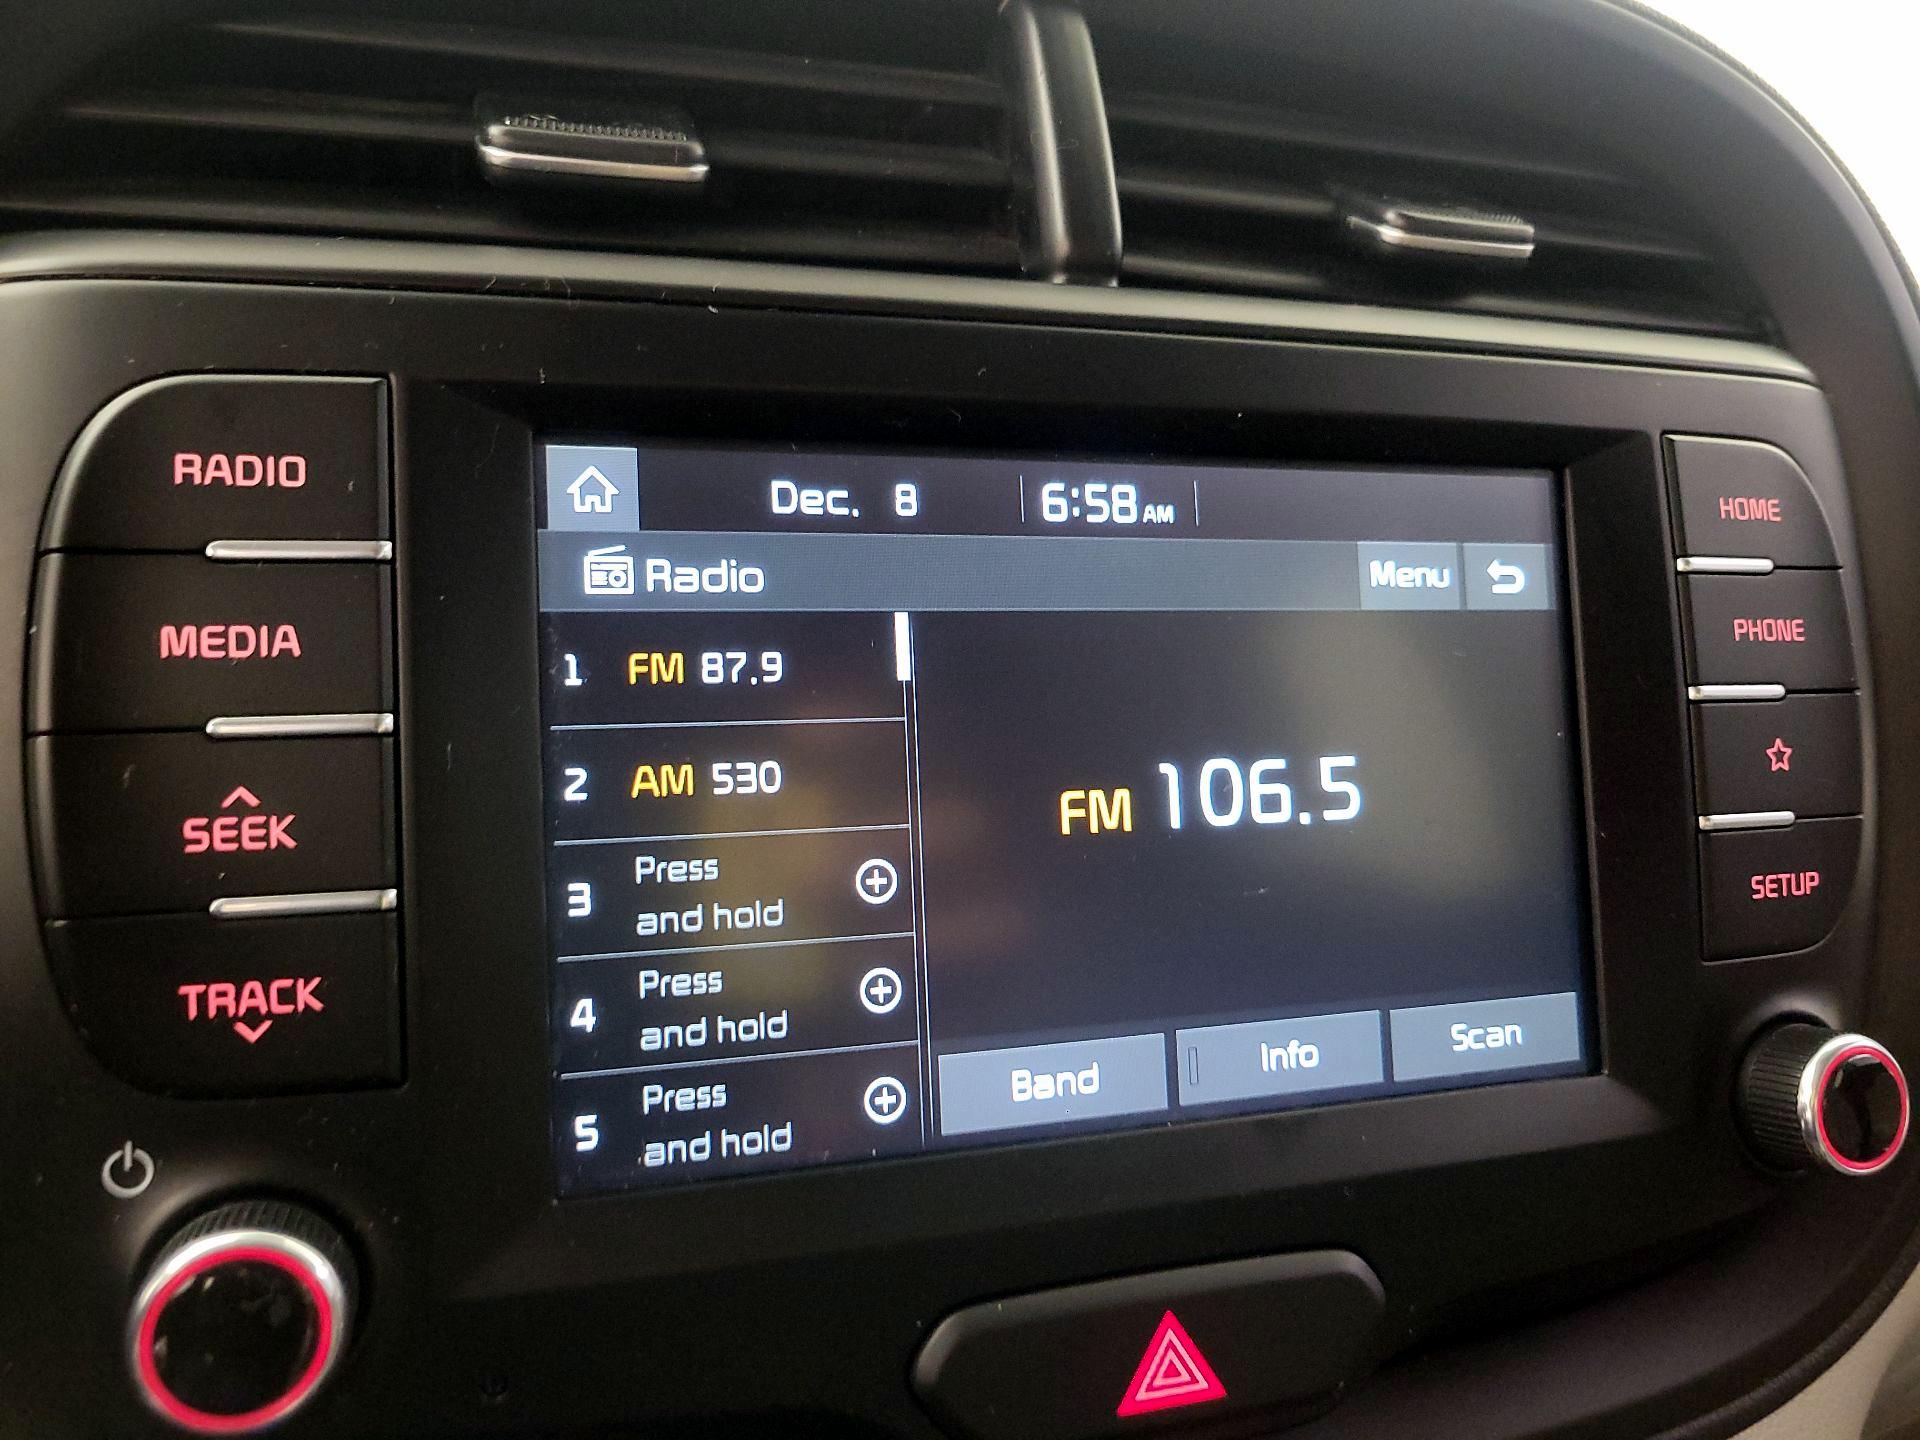 RADIO
MEDIA
SEEK
TRACK
Dec. 8
6:58 AM
Radio
Menu
1 FM 87.9
2 AM 530
3 Press
and hold
4 Press
and hold
5 Press
and hold
FM 106.5
Band
Info
Scan
HOME
PHONE
SETUP